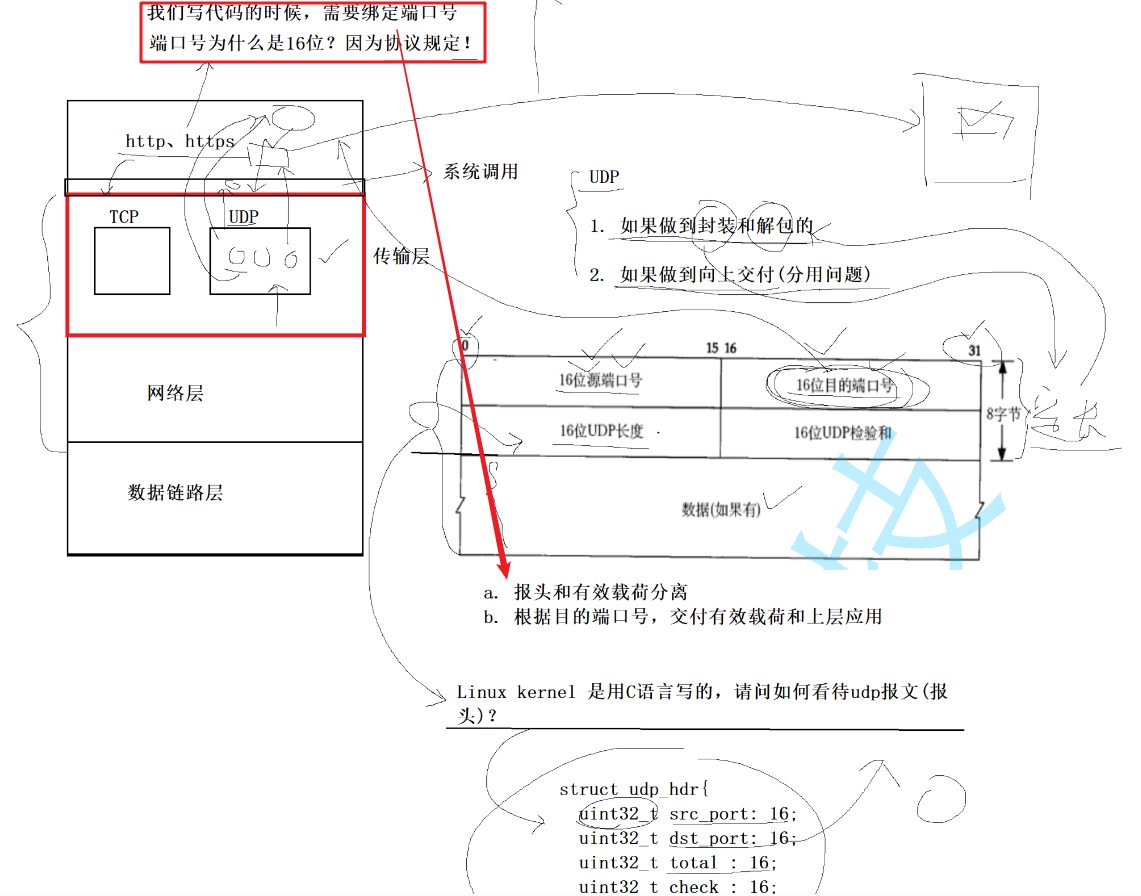 我们写代码的时候，需要绑定端口号
端口号为什么是16位？因为协议规定！
http、https
系统调用
TCP
UDP
传输层
网络层
数据链路层
UDP
1. 如果做到封装和解包的
2. 如果做到向上交付(分用问题)
0
15 16
31
16位源端口号
16位目的端口号
16位UDP长度
16位UDP检验和
8字节
数据(如果有)
a. 报头和有效载荷分离
b. 根据目的端口号，交付有效载荷和上层应用
Linux kernel 是用C语言写的，请问如何看待udp报文(报
头)？
struct udp_hdr{
uint32_t src_port: 16;
uint32_t dst_port: 16;
uint32_t total : 16;
uint32_t check : 16;